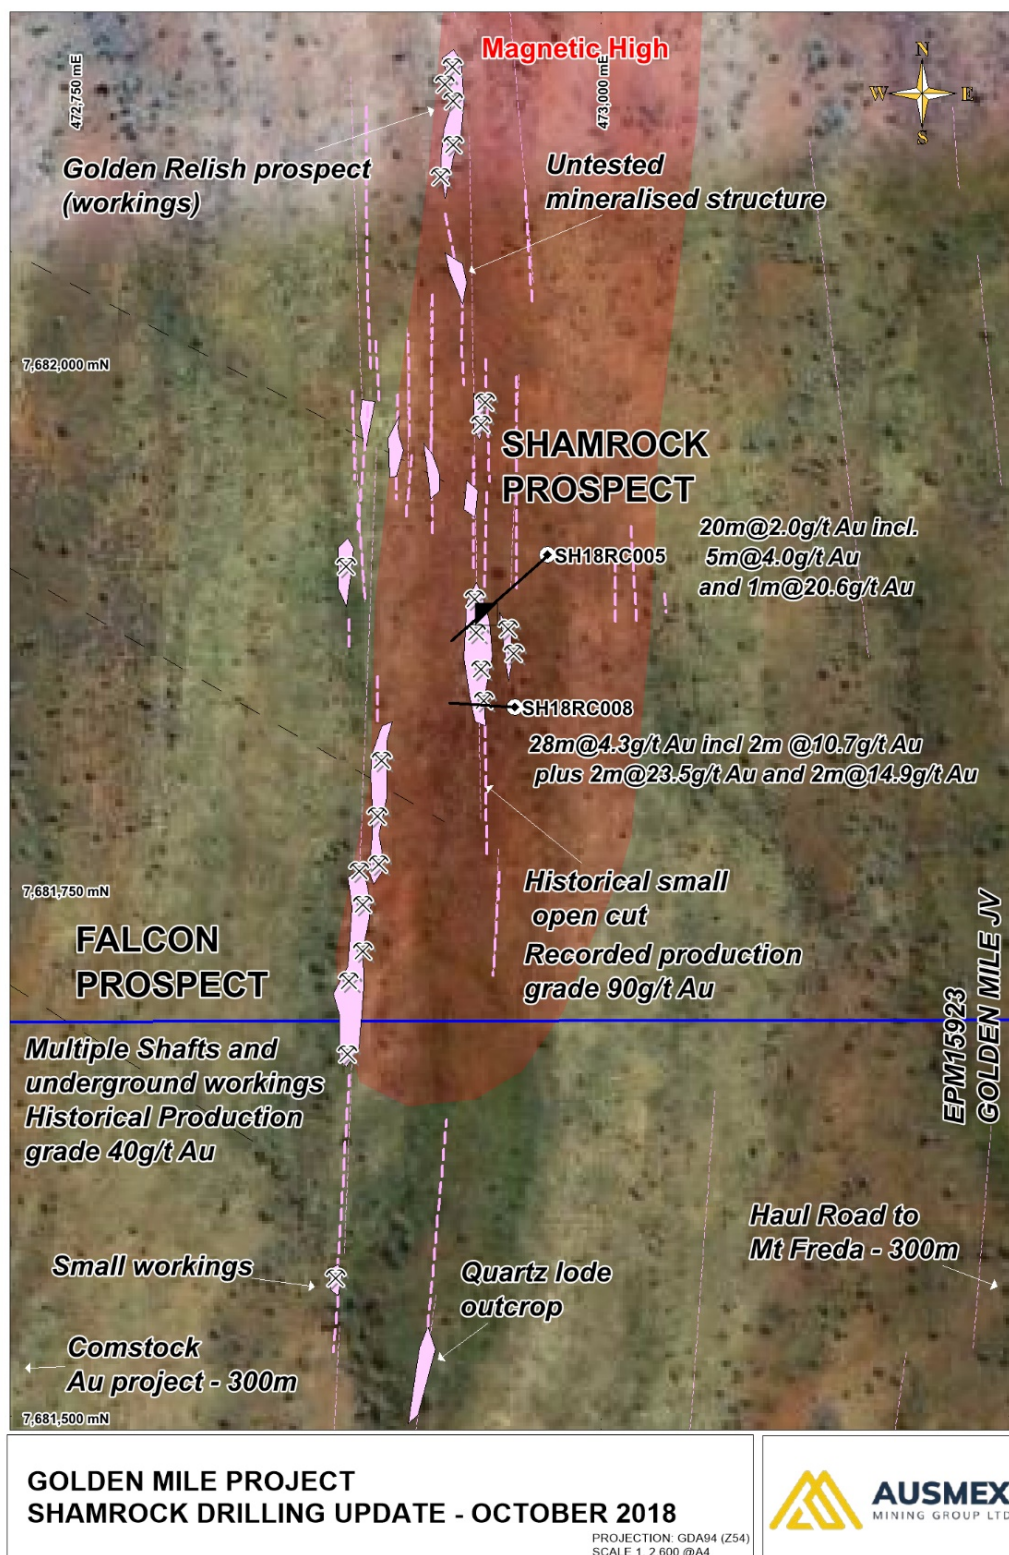 Magnetic High
472,750 mE
473,000 mE
N
W E
S
Golden Relish prospect
(workings)
Untested
mineralised structure
7,682,000 mN
SHAMROCK
PROSPECT
20m@2.0g/t Au incl.
5m@4.0g/t Au
and 1m@20.6g/t Au
SH18RC005
SH18RC008
28m@4.3g/t Au incl 2m @10.7g/t Au
plus 2m@23.5g/t Au and 2m@14.9g/t Au
7,681,750 mN
Historical small
open cut
Recorded production
grade 90g/t Au
FALCON
PROSPECT
EPM15923
GOLDEN MILE JV
Multiple Shafts and
underground workings
Historical Production
grade 40g/t Au
Haul Road to
Mt Freda - 300m
Small workings
Quartz lode
outcrop
Comstock
Au project - 300m
7,681,500 mN
GOLDEN MILE PROJECT
SHAMROCK DRILLING UPDATE - OCTOBER 2018
PROJECTION: GDA94 (Z54)
SCALE 1: 2,600 @A4
AUSMEX
MINING GROUP LTD